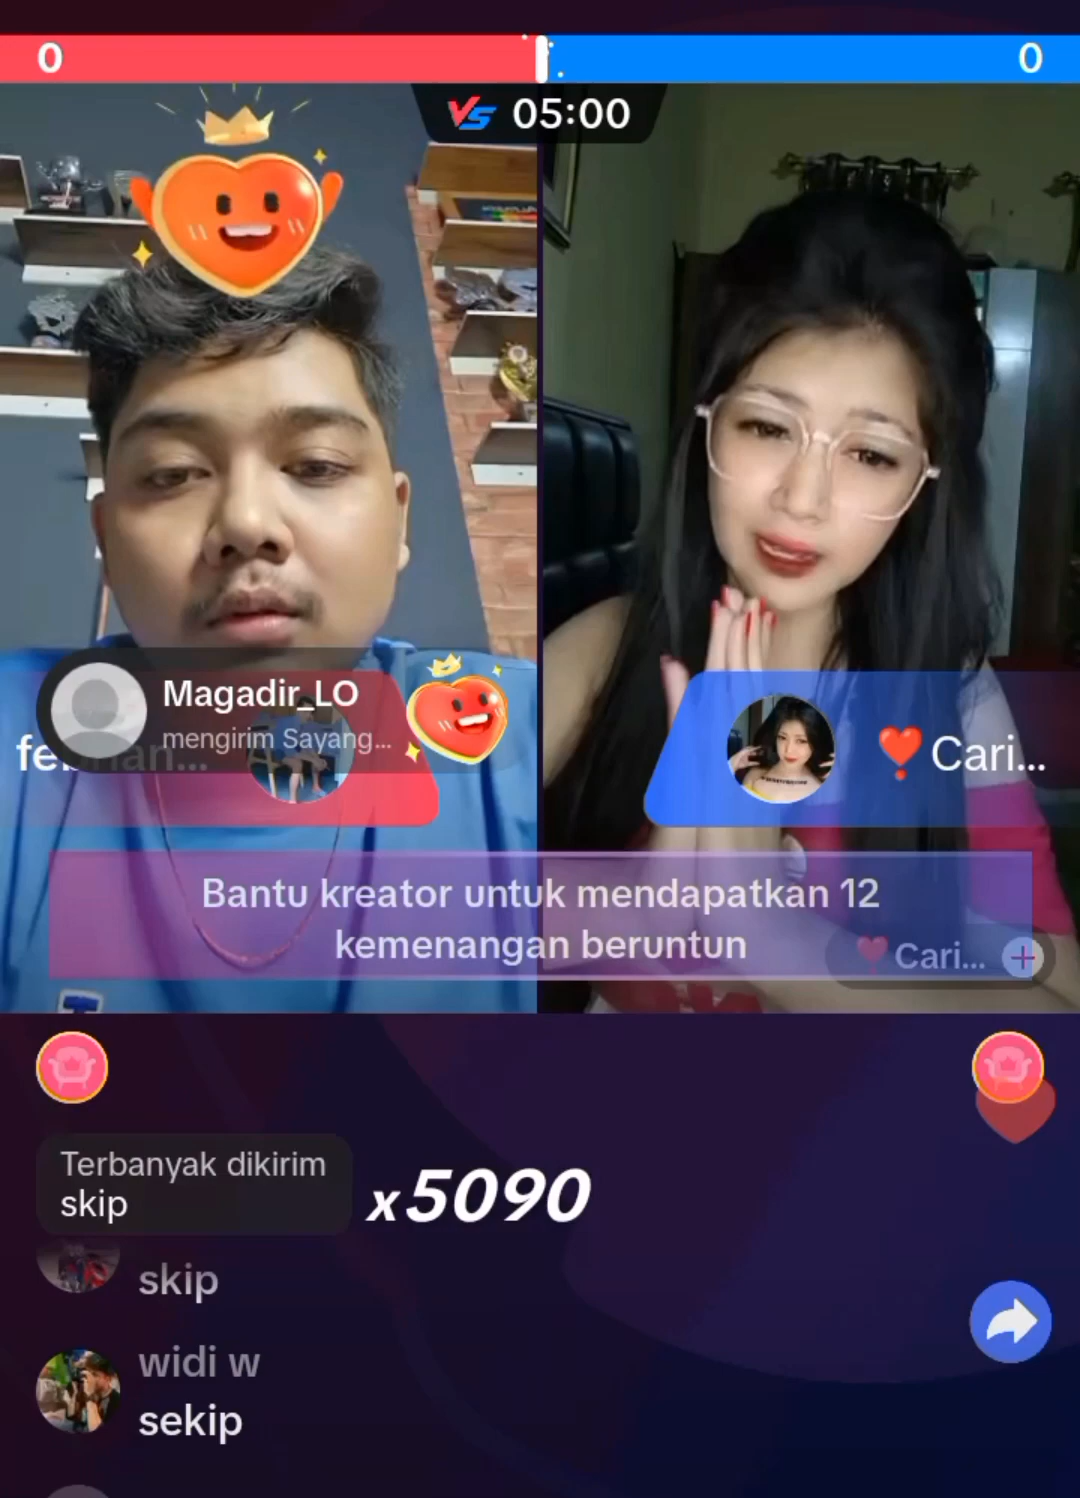 0
0
VS 05:00
Magadir_LO
mengirim Sayang...
❣️Cari...
Bantu kreator untuk mendapatkan 12
kemenangan beruntun
❣️Cari...
Terbanyak dikirim
skip
x5090
skip
widi w
sekip